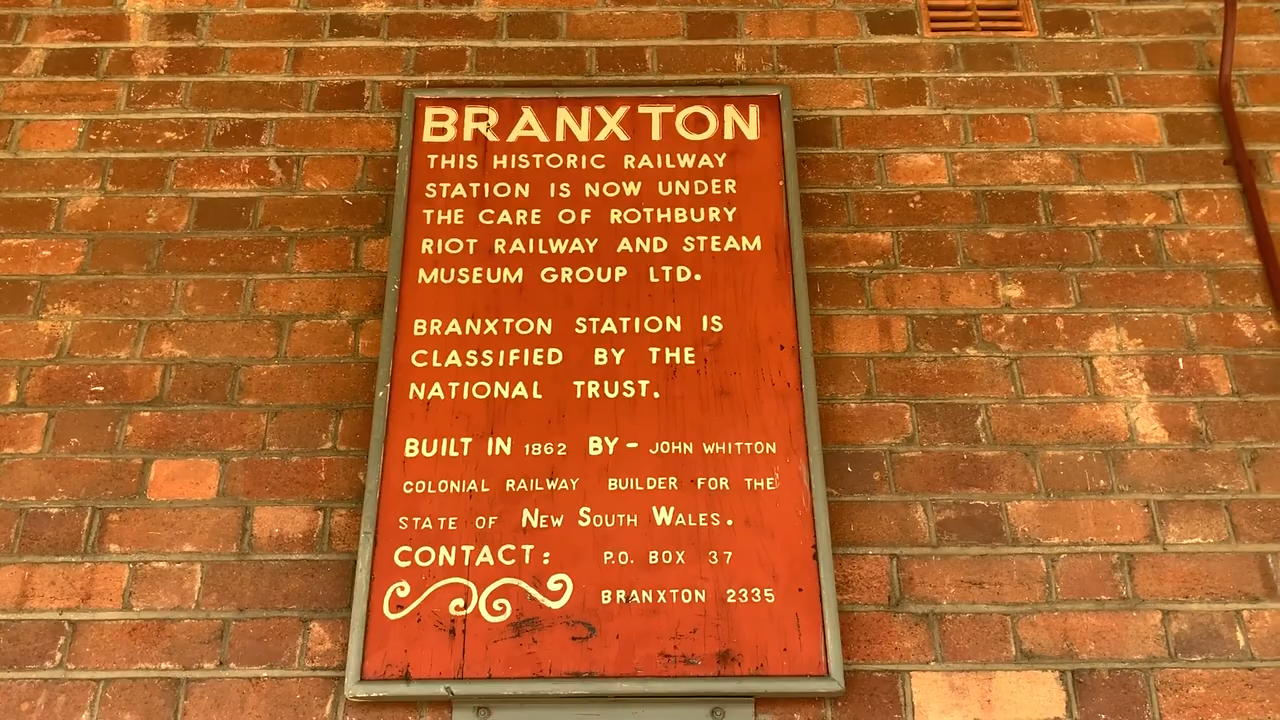 BRANXTON
THIS HISTORIC RAILWAY
STATION IS NOW UNDER
THE CARE OF ROTHBURY
RIOT RAILWAY AND STEAM
MUSEUM GROUP LTD.
BRANXTON STATION IS
CLASSIFIED BY THE
NATIONAL TRUST.
BUILT IN 1862 BY - JOHN WHITTON
COLONIAL RAILWAY BUILDER FOR THE
STATE OF NEW SOUTH WALES.
CONTACT: P.O. BOX 37
BRANXTON 2335